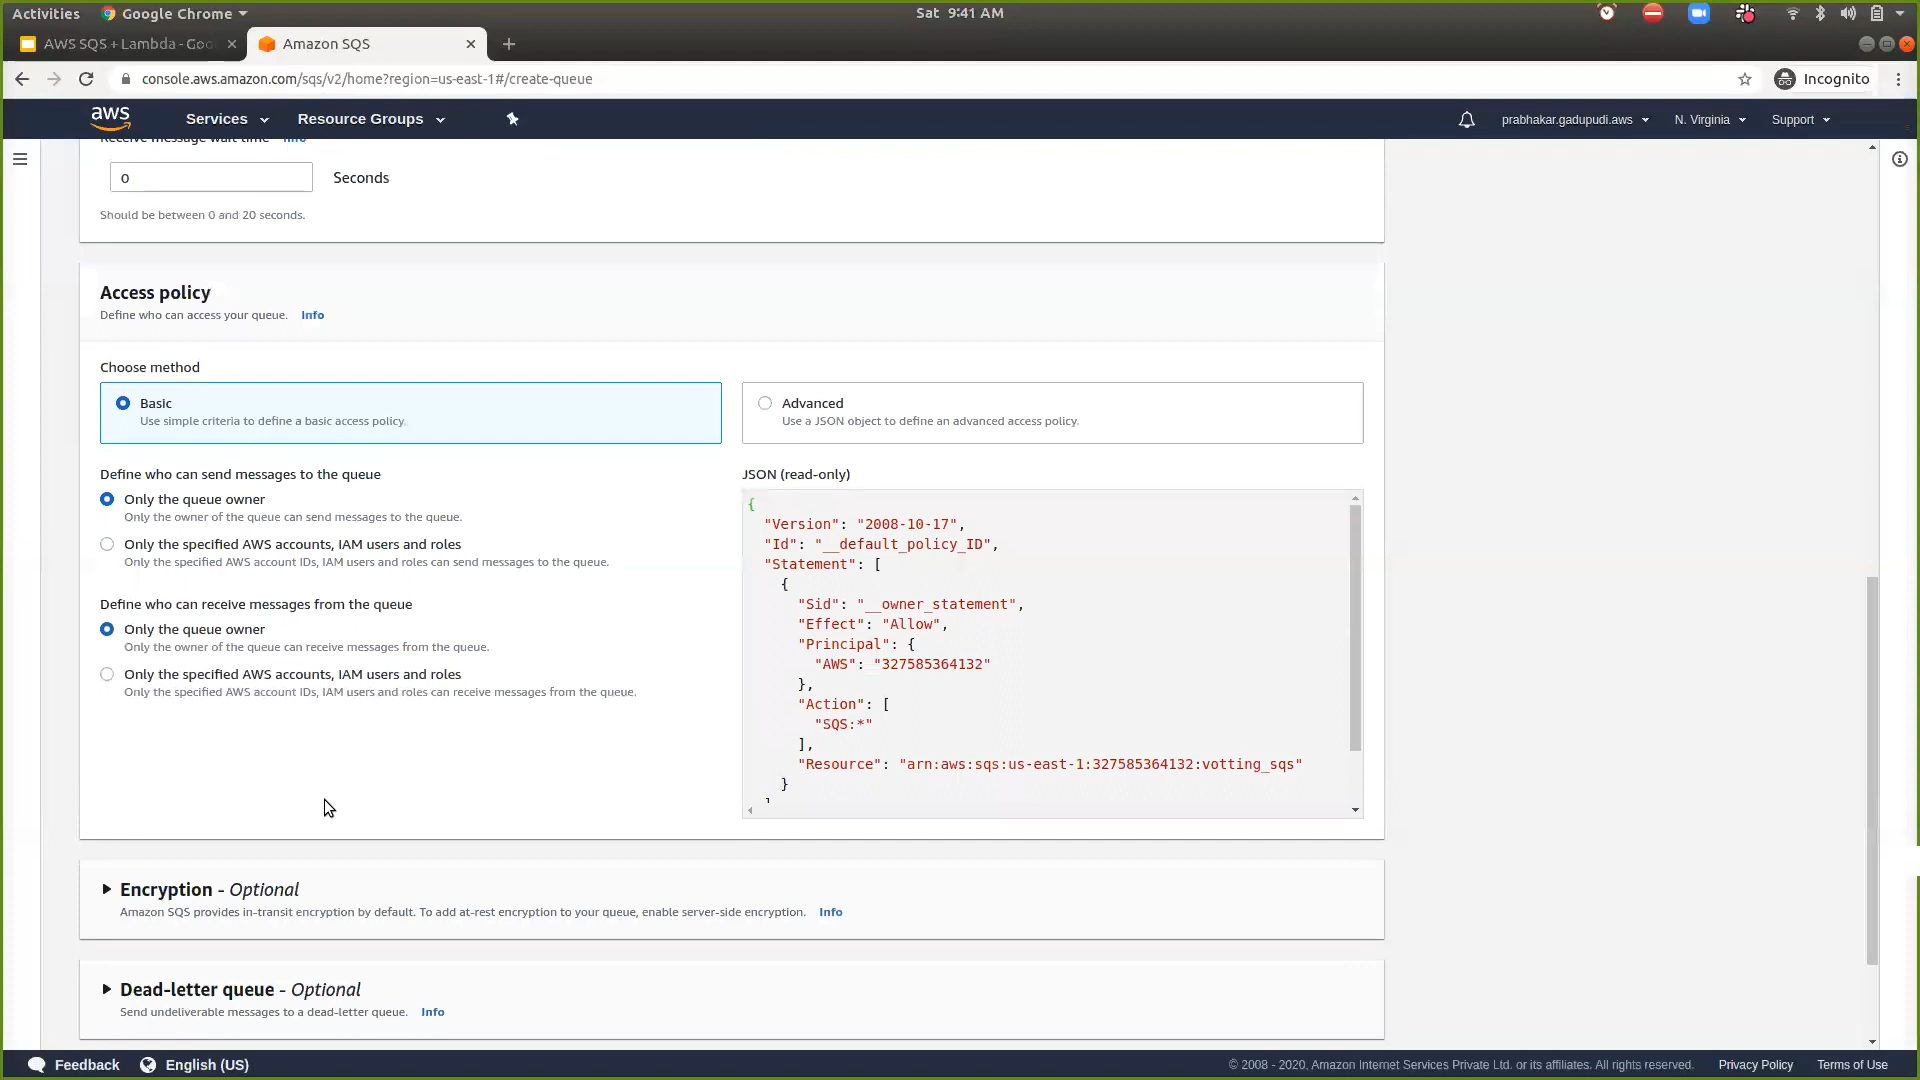 Activities Google Chrome Sat 9:41 AM
AWS SQS + Lambda - Goo Amazon SQS
console.aws.amazon.com/sqs/v2/home?region=us-east-1#/create-queue Incognito
aws Services Resource Groups prabhakar.gadupudi.aws N. Virginia Support
Receive message wait time Info
0 Seconds
Should be between 0 and 20 seconds.
Access policy
Define who can access your queue. Info
Choose method
Basic
Use simple criteria to define a basic access policy.
Advanced
Use a JSON object to define an advanced access policy.
Define who can send messages to the queue
Only the queue owner
Only the owner of the queue can send messages to the queue.
Only the specified AWS accounts, IAM users and roles
Only the specified AWS account IDs, IAM users and roles can send messages to the queue.
Define who can receive messages from the queue
Only the queue owner
Only the owner of the queue can receive messages from the queue.
Only the specified AWS accounts, IAM users and roles
Only the specified AWS account IDs, IAM users and roles can receive messages from the queue.
JSON (read-only)
{
"Version": "2008-10-17",
"Id": "__default_policy_ID",
"Statement": [
{
"Sid": "__owner_statement",
"Effect": "Allow",
"Principal": {
"AWS": "327585364132"
},
"Action": [
"SQS:*"
],
"Resource": "arn:aws:sqs:us-east-1:327585364132:votting_sqs"
}
]
Encryption - Optional
Amazon SQS provides in-transit encryption by default. To add at-rest encryption to your queue, enable server-side encryption. Info
Dead-letter queue - Optional
Send undeliverable messages to a dead-letter queue. Info
Feedback English (US) © 2008 - 2020, Amazon Internet Services Private Ltd. or its affiliates. All rights reserved. Privacy Policy Terms of Use